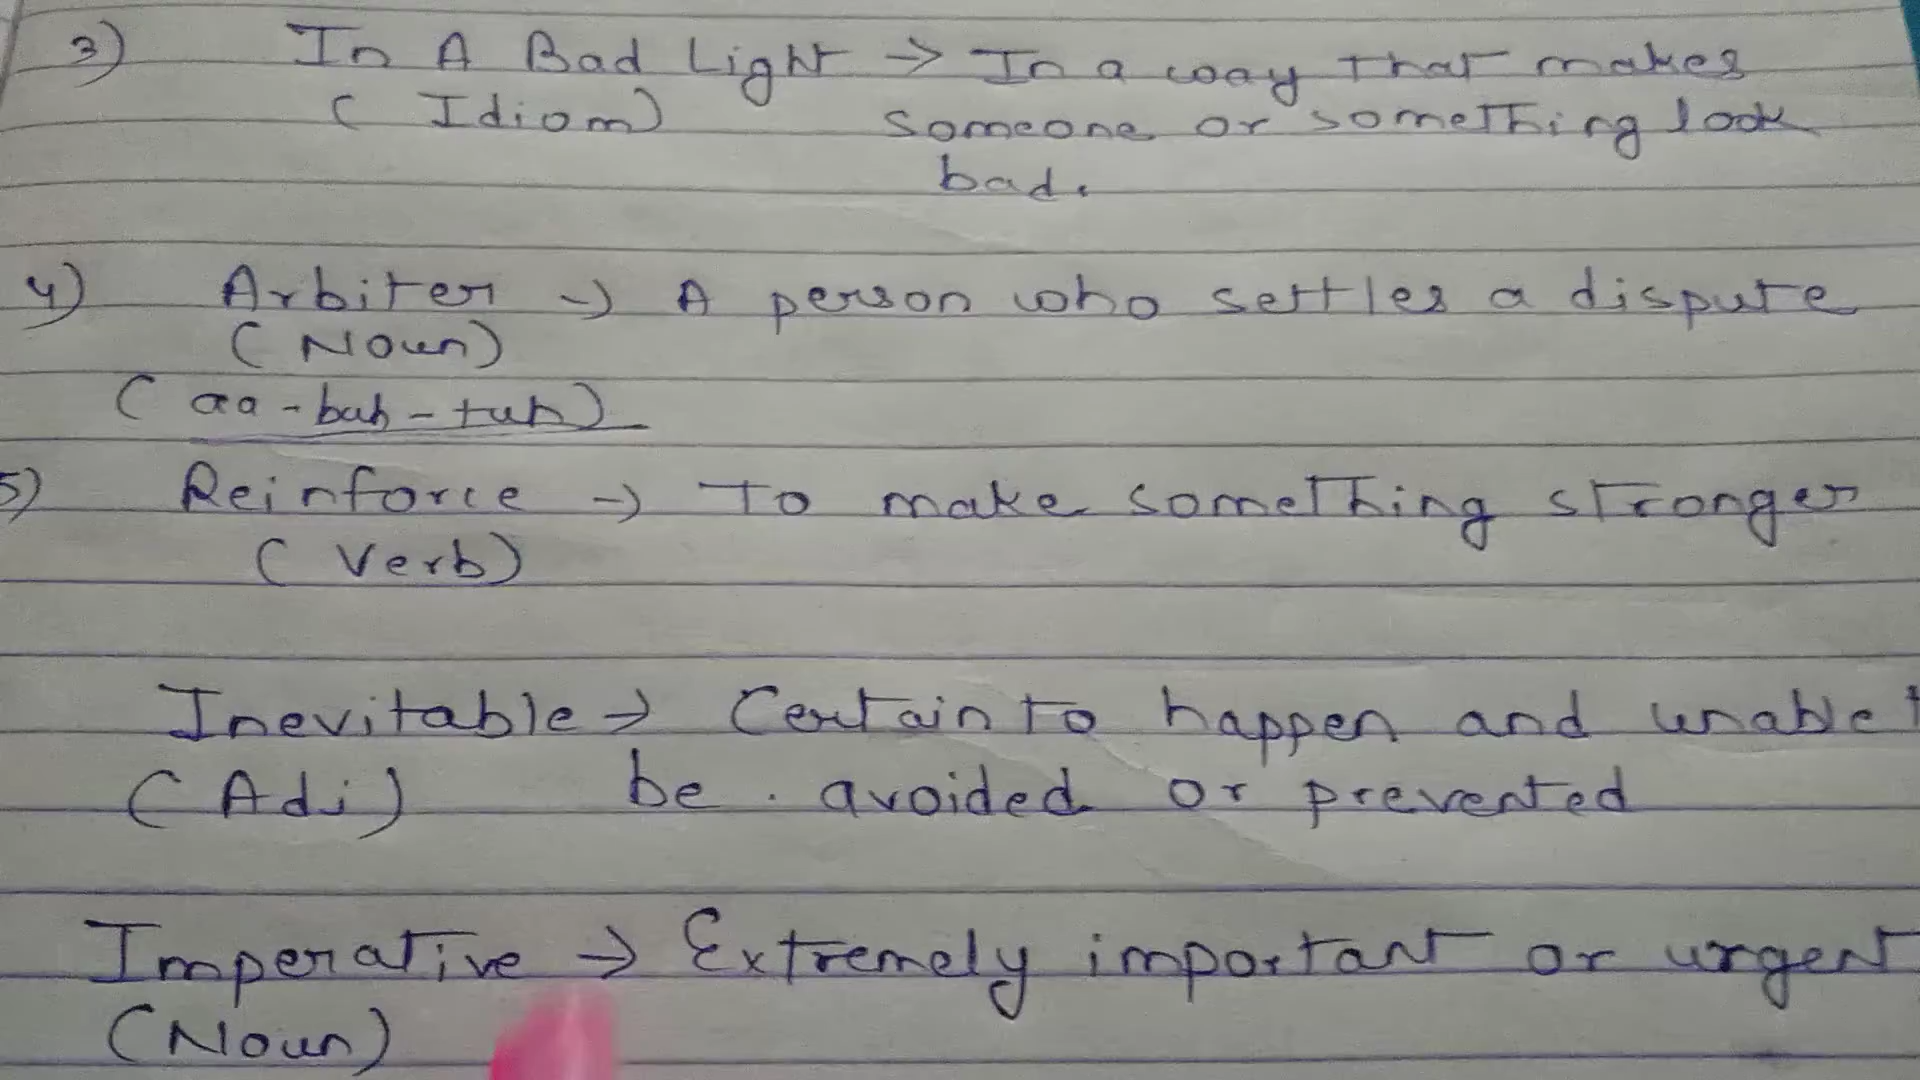 3) In A Bad Light → In a way that makes
( Idiom) someone or something look
bad.
4) Arbiter → A person who settles a dispute
( Noun)
( aa - buh - tuh)
5) Reinforce → To make something stronger
( Verb)
Inevitable → Certain to happen and unable t
( Adj) be . avoided or prevented
Imperative → Extremely important or urgent
(Noun)